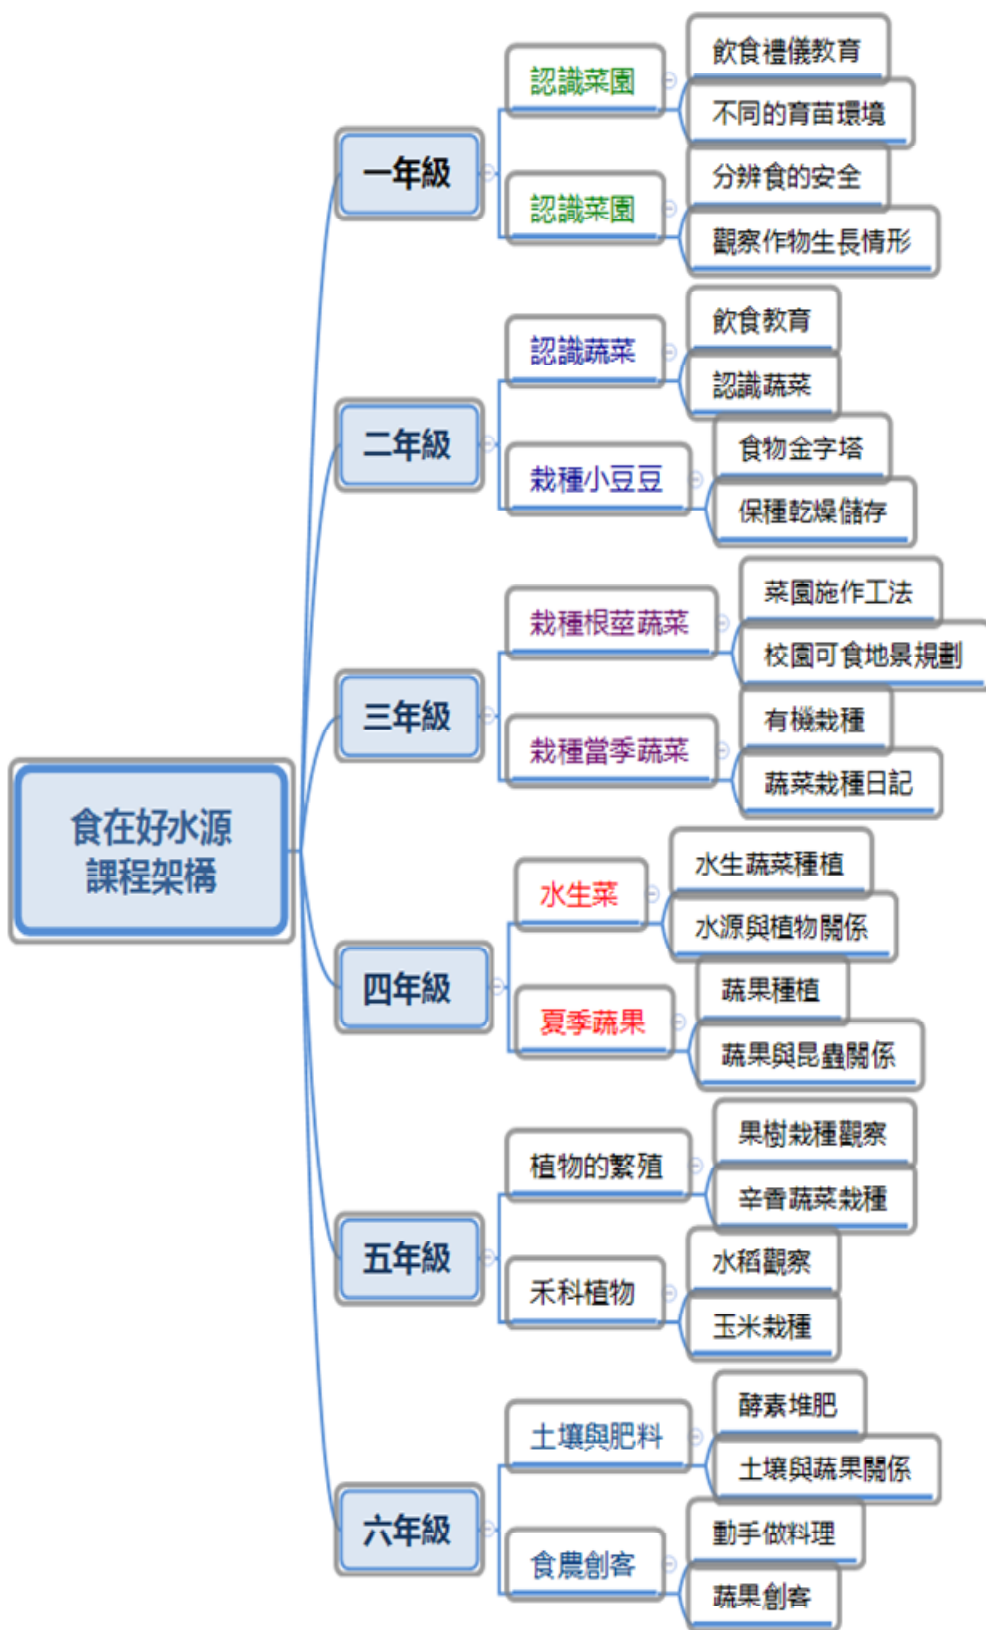 食在好水源
課程架構
一年級
認識菜園
飲食禮儀教育
不同的育苗環境
認識菜園
分辨食的安全
觀察作物生長情形
二年級
認識蔬菜
飲食教育
認識蔬菜
栽種小豆豆
食物金字塔
保種乾燥儲存
三年級
栽種根莖蔬菜
菜園施作工法
校園可食地景規劃
栽種當季蔬菜
有機栽種
蔬菜栽種日記
四年級
水生菜
水生蔬菜種植
水源與植物關係
夏季蔬果
蔬果種植
蔬果與昆蟲關係
五年級
植物的繁殖
果樹栽種觀察
辛香蔬菜栽種
禾科植物
水稻觀察
玉米栽種
六年級
土壤與肥料
酵素堆肥
土壤與蔬果關係
食農創客
動手做料理
蔬果創客